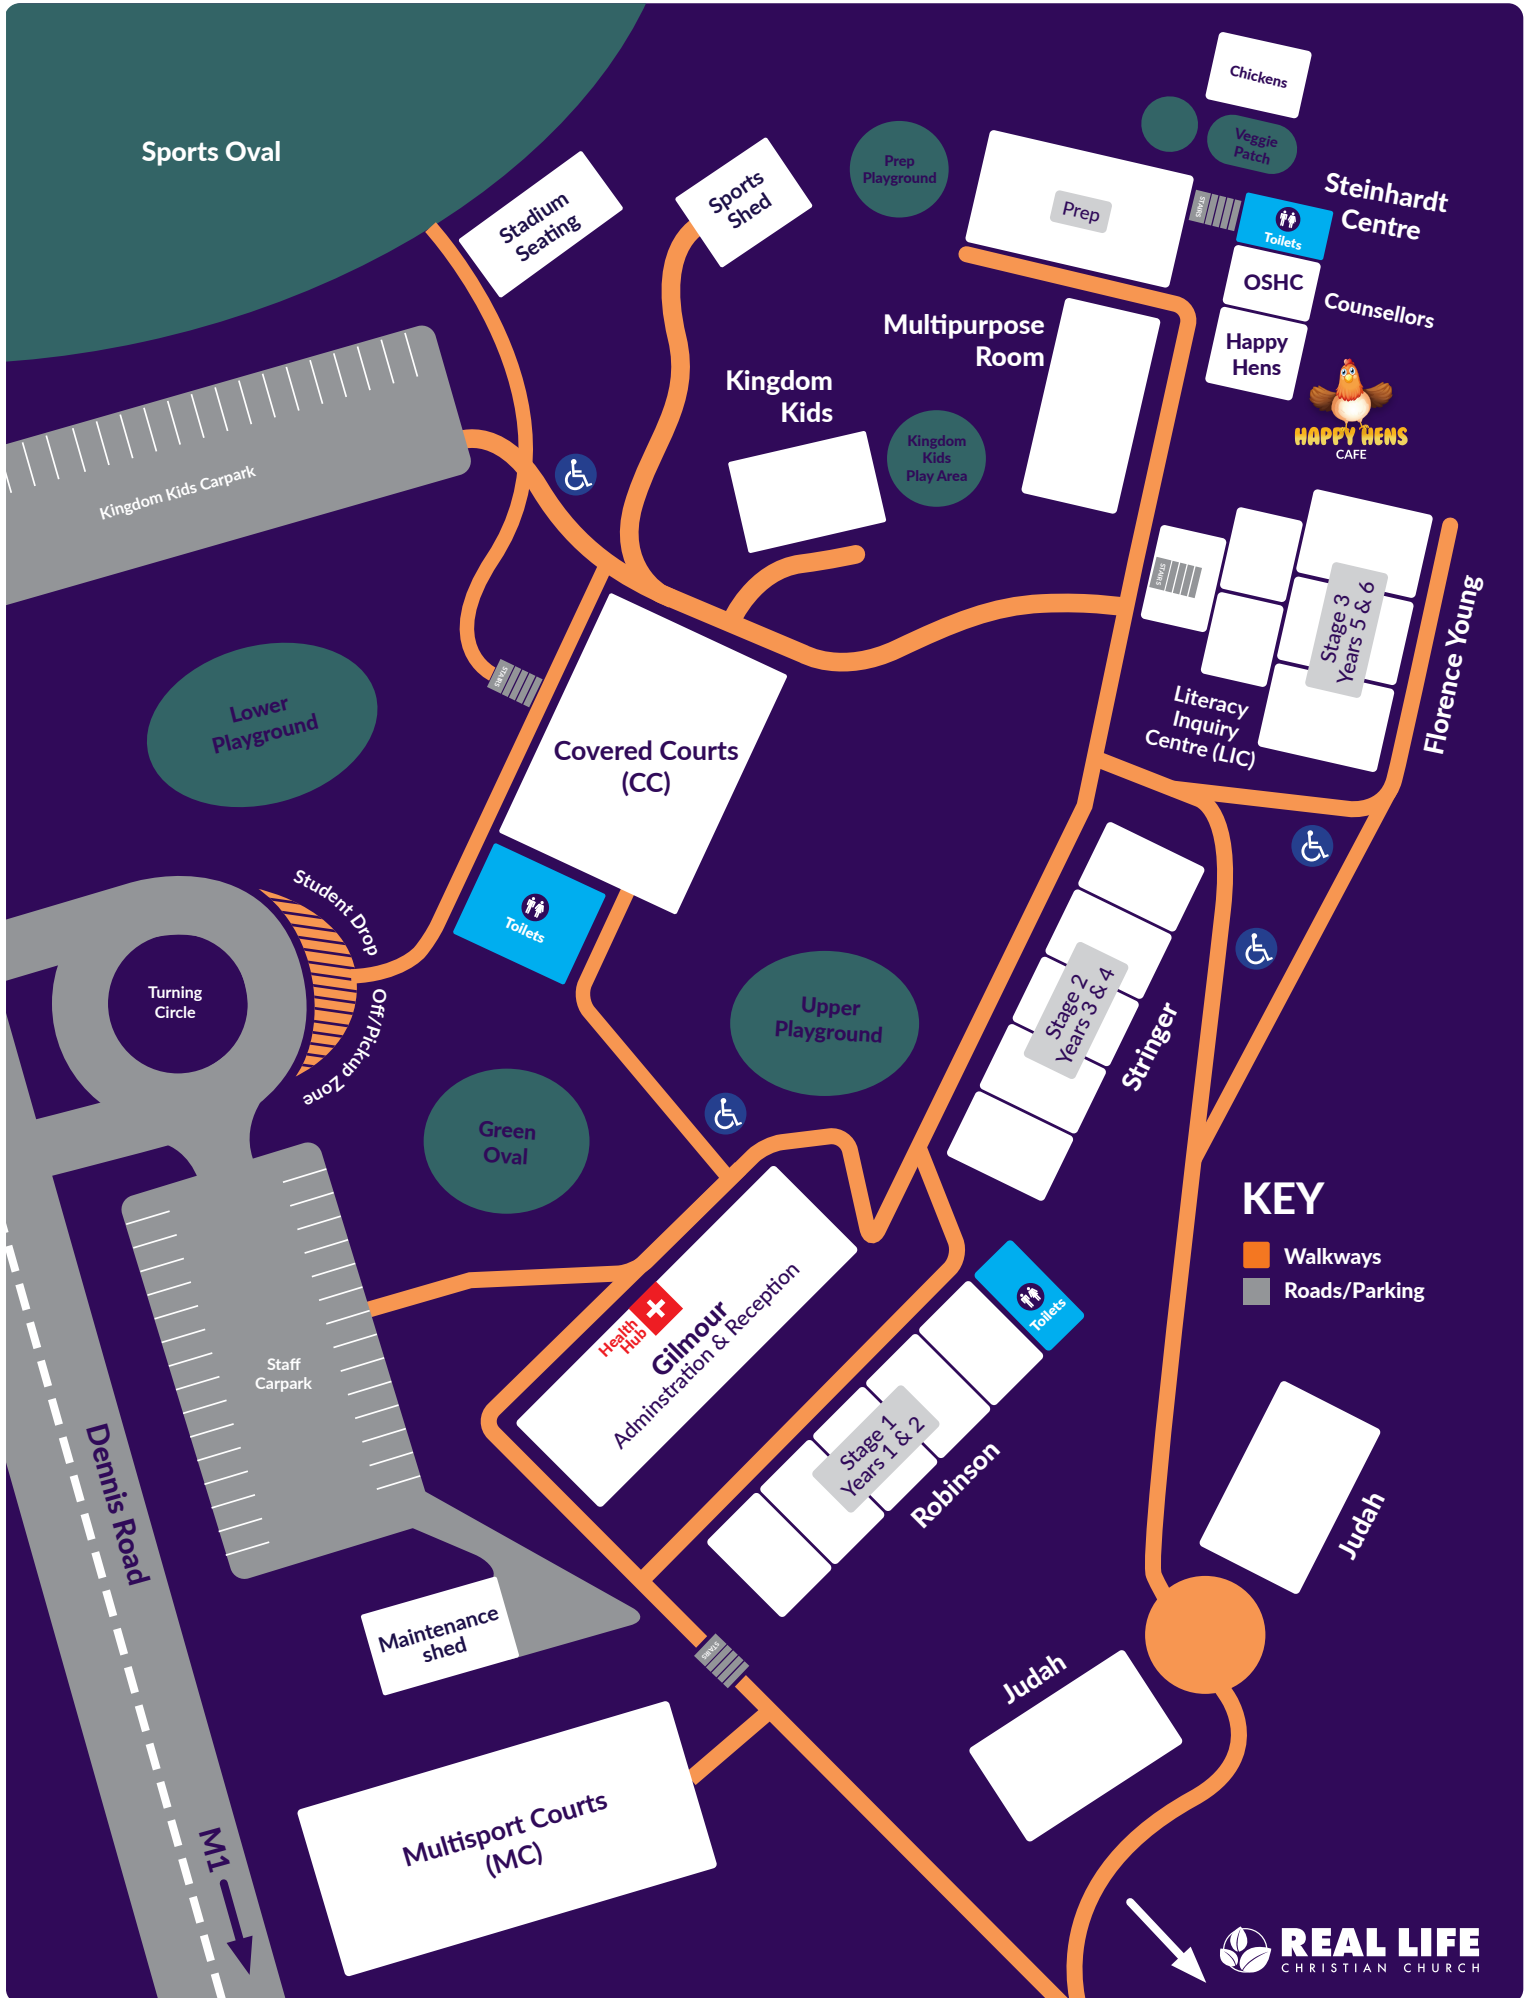 Sports Oval
Stadium
Seating
Sports
Shed
Prep
Playground
Prep
Chickens
Veggie
Patch
STAIRS
Toilets
Steinhardt
Centre
OSHC
Counsellors
Happy
Hens
HAPPY HENS
CAFE
Multipurpose
Room
Kingdom
Kids
Kingdom
Kids
Play Area
Kingdom Kids Carpark
STAIRS
Stage 3
Years 5 & 6
Florence Young
Literacy
Inquiry
Centre (LIC)
Lower
Playground
STAIRS
Covered Courts
(CC)
Toilets
Student Drop
Off/Pickup Zone
Turning
Circle
Upper
Playground
Green
Oval
Stage 2
Years 3 & 4
Stringer
KEY
Walkways
Roads/Parking
Health
Hub
Gilmour
Adminstration & Reception
Toilets
Stage 1
Years 1 & 2
Robinson
Staff
Carpark
Dennis Road
Maintenance
shed
STAIRS
Judah
Judah
Multisport Courts
(MC)
M1
REAL LIFE
CHRISTIAN CHURCH